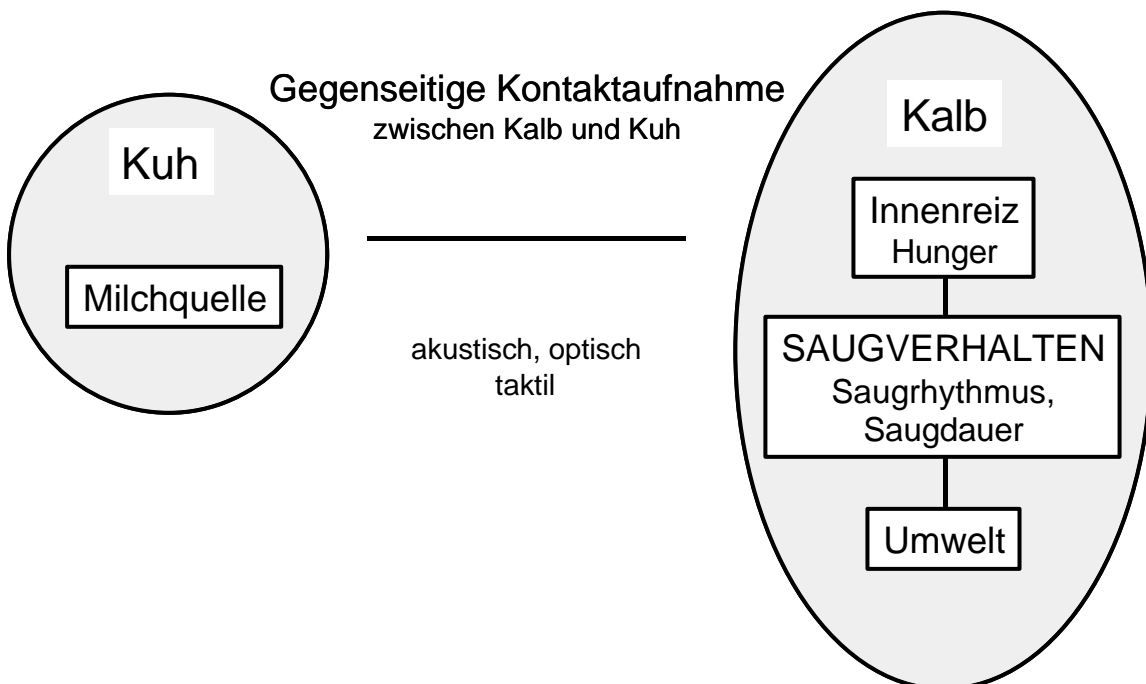 Gegenseitige Kontaktaufnahme
zwischen Kalb und Kuh
Kuh
Milchquelle
akustisch, optisch
taktil
Kalb
Innenreiz
Hunger
SAUGVERHALTEN
Saugrhythmus,
Saugdauer
Umwelt